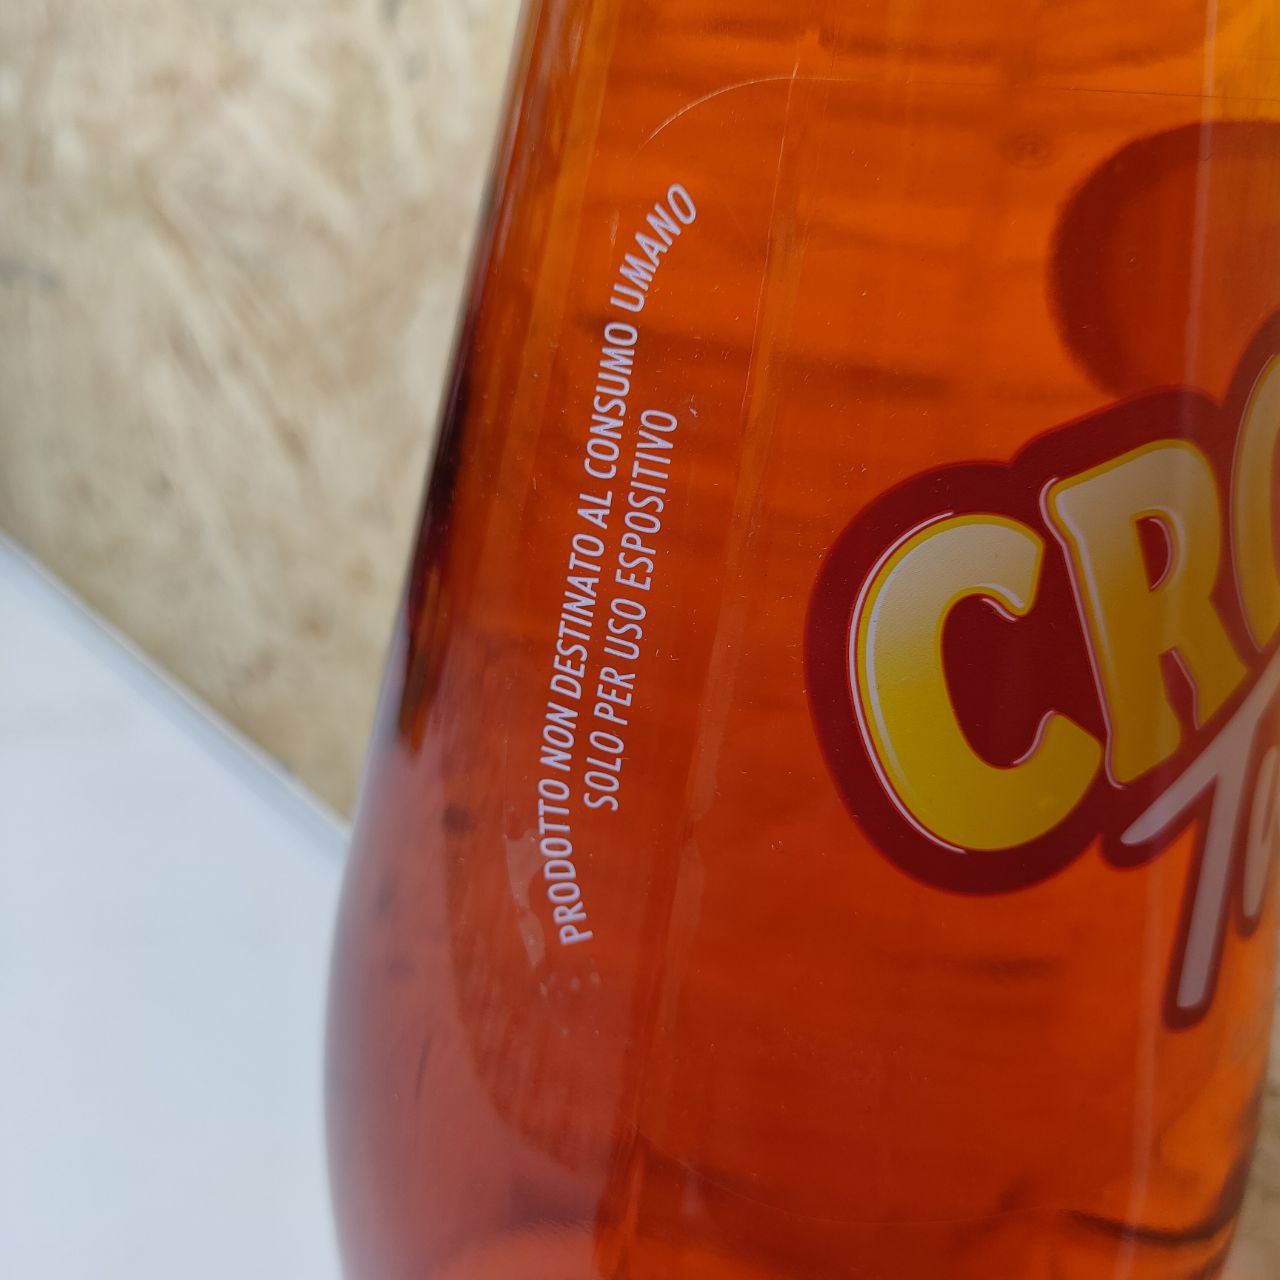 PRODOTTO NON DESTINATO AL CONSUMO UMANO
SOLO PER USO ESPOSITIVO